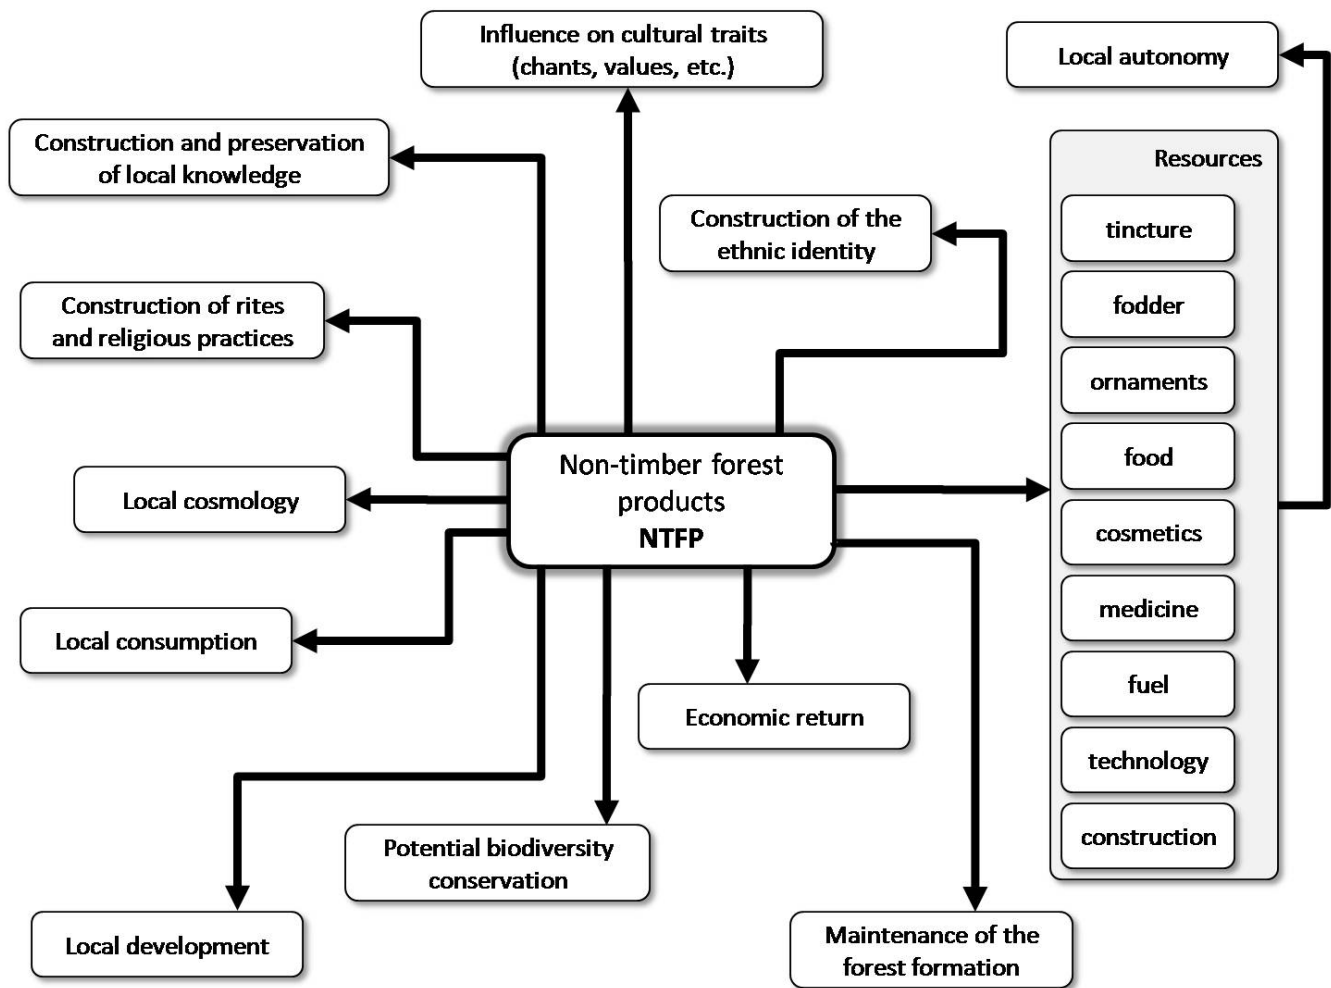 Influence on cultural traits
(chants, values, etc.)
Local autonomy
Construction and preservation
of local knowledge
Resources
Construction of the
ethnic identity
tincture
Construction of rites
and religious practices
fodder
ornaments
food
Non-timber forest
products
NTFP
Local cosmology
cosmetics
medicine
Local consumption
fuel
Economic return
technology
construction
Potential biodiversity
conservation
Local development
Maintenance of the
forest formation